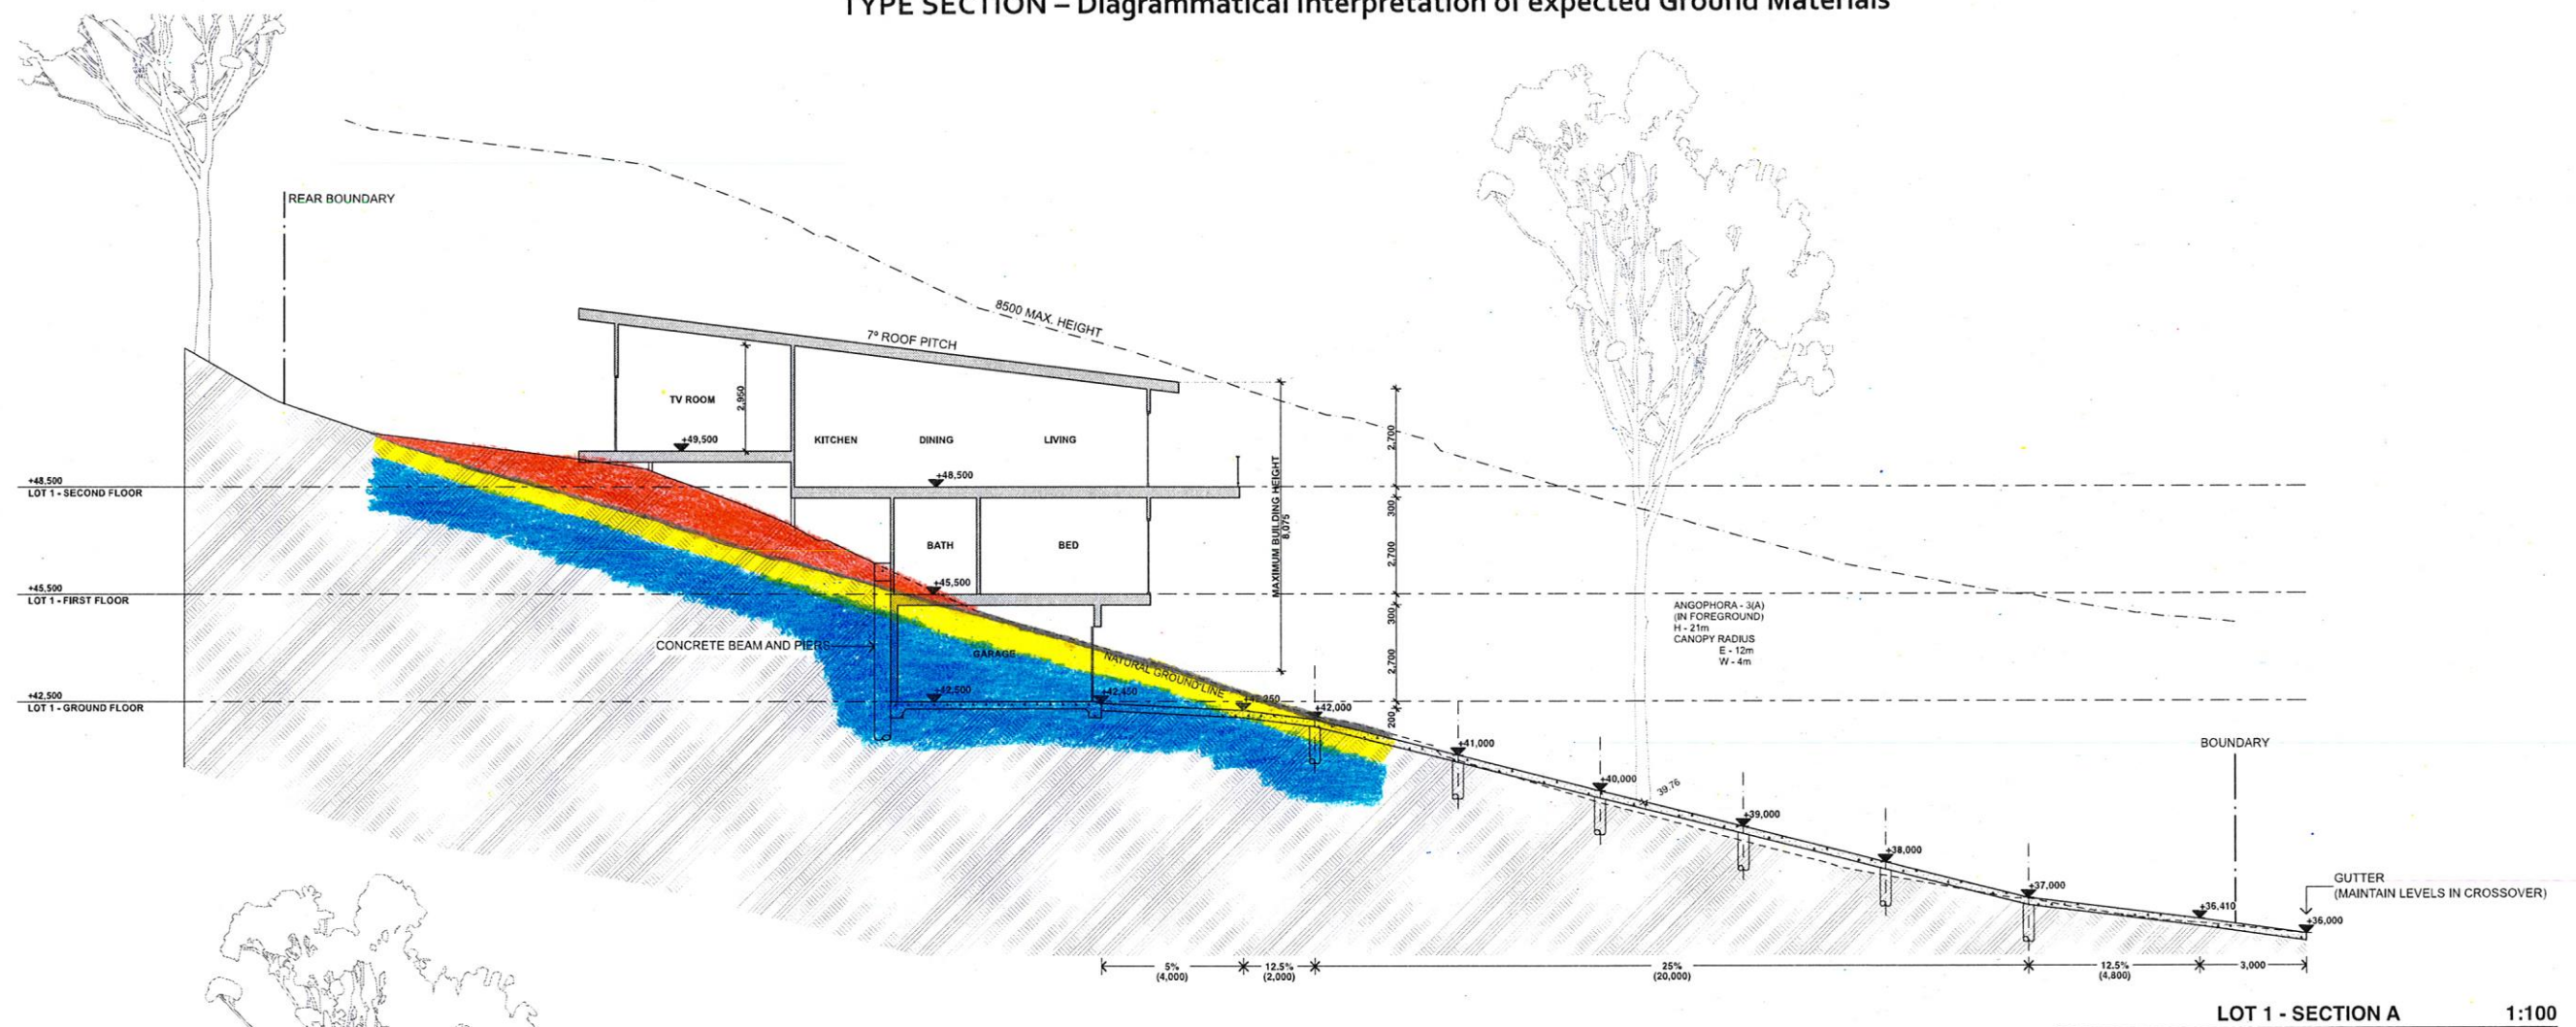 TYPE SECTION – Diagrammatical Interpretation of expected Ground Materials
REAR BOUNDARY
8500 MAX. HEIGHT
7º ROOF PITCH
TV ROOM
2,950
+49,500
KITCHEN
DINING
LIVING
+48,500
+48,500
LOT 1 - SECOND FLOOR
MAXIMUM BUILDING HEIGHT
8,075
2,700
300
2,700
300
2,700
200
BATH
BED
+45,500
+45,500
LOT 1 - FIRST FLOOR
ANGOPHORA - 3(A)
(IN FOREGROUND)
H - 21m
CANOPY RADIUS
E - 12m
W - 4m
CONCRETE BEAM AND PIERS
GARAGE
NATURAL GROUND LINE
+42,500
LOT 1 - GROUND FLOOR
+42,500
+42,450
+42,000
+41,000
+40,000
39.76
+39,000
+38,000
+37,000
+36,410
+36,000
BOUNDARY
GUTTER
(MAINTAIN LEVELS IN CROSSOVER)
5%
(4,000)
12.5%
(2,000)
25%
(20,000)
12.5%
(4,800)
3,000
LOT 1 - SECTION A
1:100